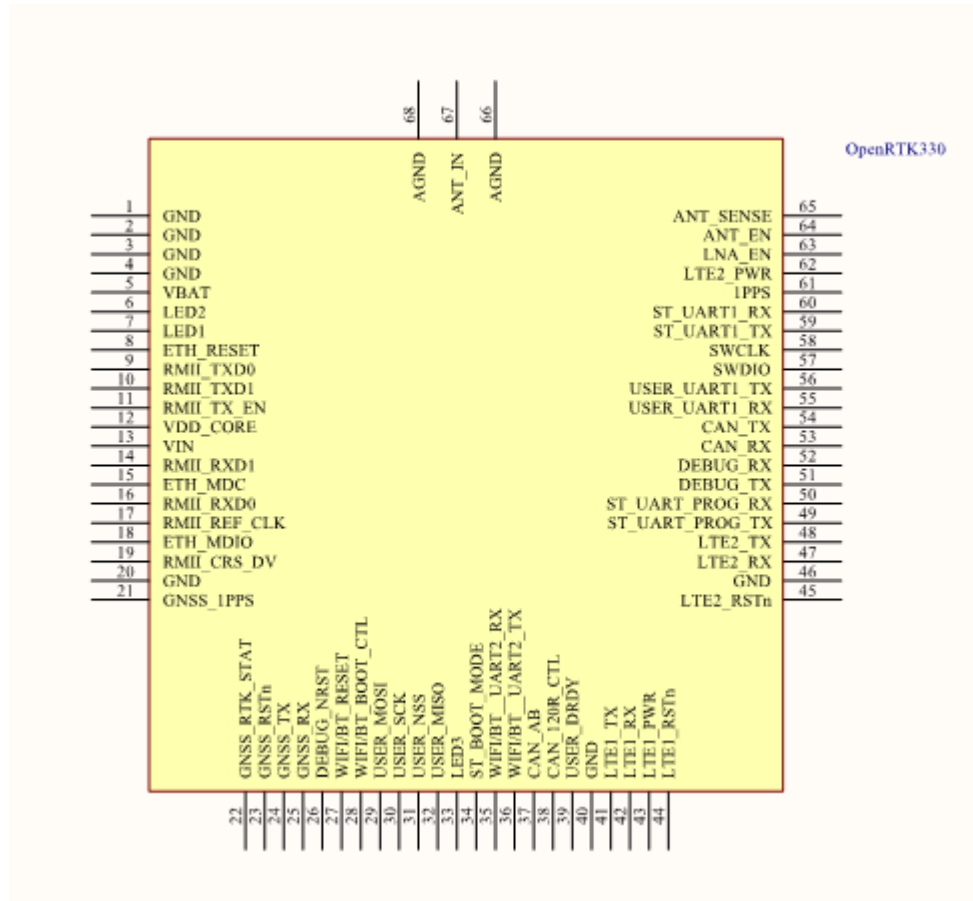 68
67
66
AGND
ANT_IN
AGND
OpenRTK330
1 GND
2 GND
3 GND
4 GND
5 VBAT
6 LED2
7 LED1
8 ETH_RESET
9 RMII_TXD0
10 RMII_TXD1
11 RMII_TX_EN
12 VDD_CORE
13 VIN
14 RMII_RXD1
15 ETH_MDC
16 RMII_RXD0
17 RMII_REF_CLK
18 ETH_MDIO
19 RMII_CRS_DV
20 GND
21 GNSS_1PPS
ANT_SENSE 65
ANT_EN 64
LNA_EN 63
LTE2_PWR 62
1PPS 61
ST_UART1_RX 60
ST_UART1_TX 59
SWCLK 58
SWDIO 57
USER_UART1_TX 56
USER_UART1_RX 55
CAN_TX 54
CAN_RX 53
DEBUG_RX 52
DEBUG_TX 51
ST_UART_PROG_RX 50
ST_UART_PROG_TX 49
LTE2_TX 48
LTE2_RX 47
GND 46
LTE2_RSTn 45
22 GNSS_RTK_STAT
23 GNSS_RSTn
24 GNSS_TX
25 GNSS_RX
26 DEBUG_NRST
27 WIFI/BT_RESET
28 WIFI/BT_BOOT_CTL
29 USER_MOSI
30 USER_SCK
31 USER_NSS
32 USER_MISO
33 LED3
34 ST_BOOT_MODE
35 WIFI/BT__UART2_RX
36 WIFI/BT__UART2_TX
37 CAN_AB
38 CAN_120R_CTL
39 USER_DRDY
40 GND
41 LTE1_TX
42 LTE1_RX
43 LTE1_PWR
44 LTE1_RSTn